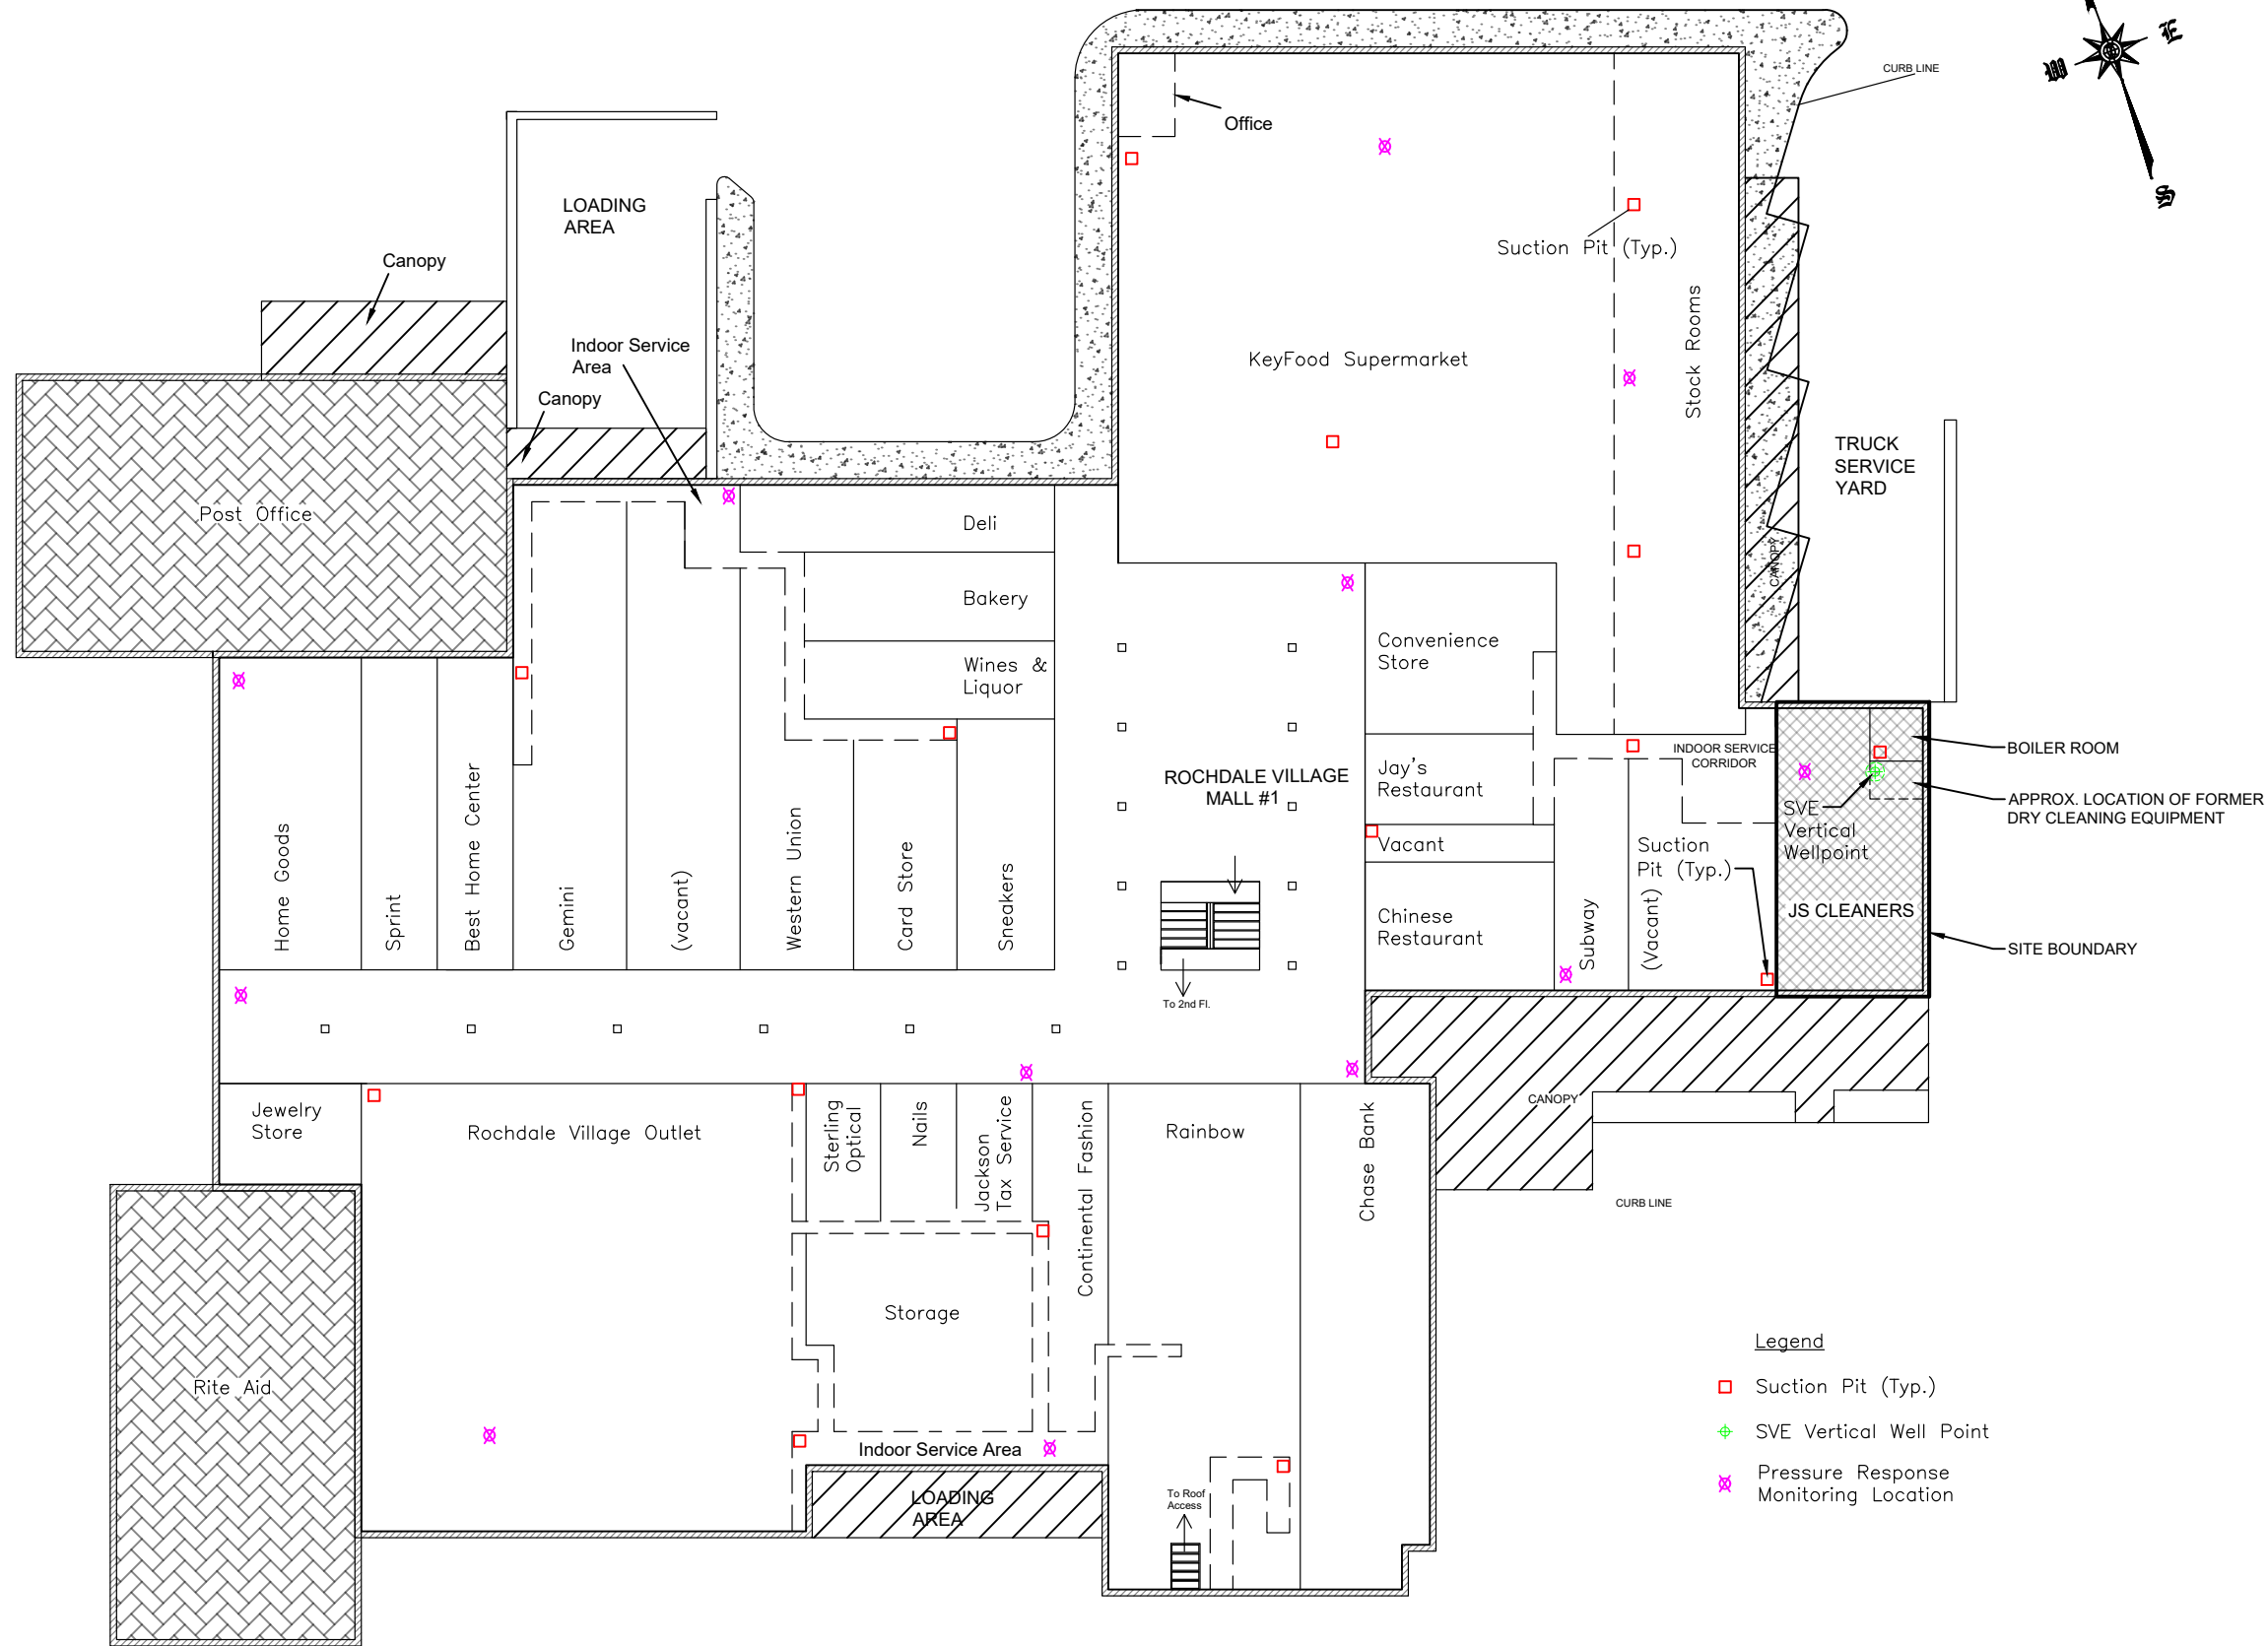 E
W
S
CURB LINE
Office
LOADING
AREA
Canopy
Suction Pit (Typ.)
Indoor Service
Area
Canopy
KeyFood Supermarket
Stock Rooms
TRUCK
SERVICE
YARD
Post Office
Deli
CANOPY
Bakery
Convenience
Store
Wines &
Liquor
INDOOR SERVICE
CORRIDOR
BOILER ROOM
ROCHDALE VILLAGE
MALL #1
Jay's
Restaurant
APPROX. LOCATION OF FORMER
DRY CLEANING EQUIPMENT
SVE
Vertical
Wellpoint
Vacant
Suction
Pit (Typ.)
Home Goods
Sprint
Best Home Center
Gemini
(vacant)
Western Union
Card Store
Sneakers
Chinese
Restaurant
Subway
(Vacant)
JS CLEANERS
SITE BOUNDARY
To 2nd Fl.
CANOPY
Jewelry
Store
Rochdale Village Outlet
Sterling
Optical
Nails
Jackson
Tax Service
Continental Fashion
Rainbow
Chase Bank
CURB LINE
Storage
Rite Aid
Indoor Service Area
LOADING
AREA
To Roof
Access
Legend
Suction Pit (Typ.)
SVE Vertical Well Point
Pressure Response
Monitoring Location